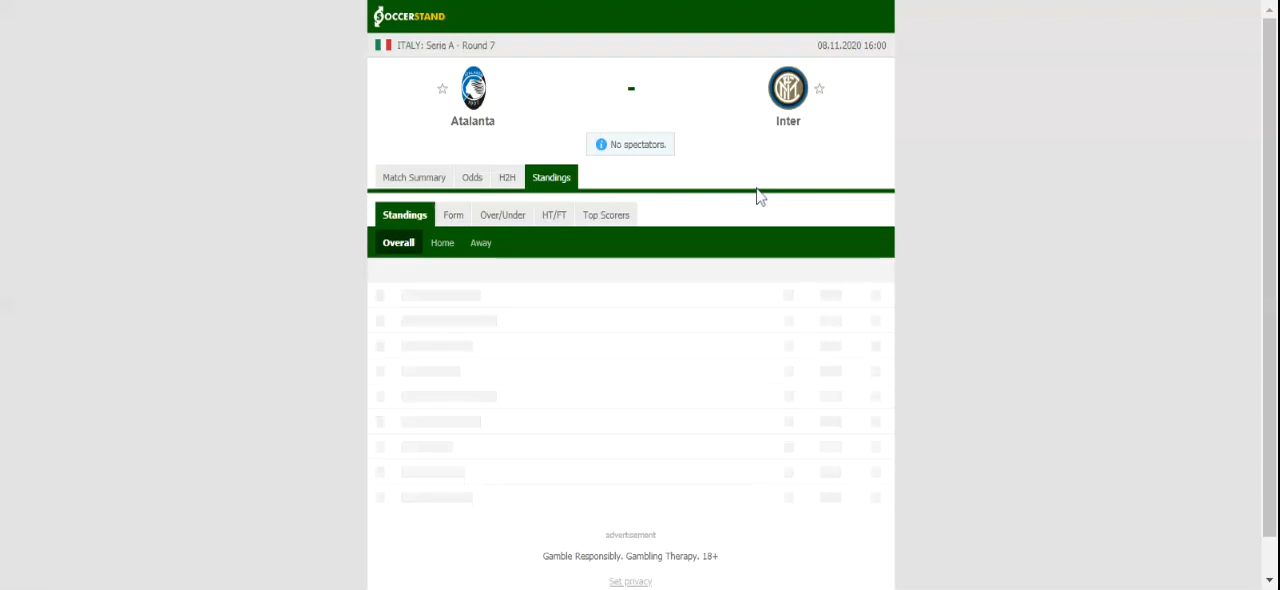 SOCCERSTAND
ITALY: Serie A - Round 7 08.11.2020 16:00
-
Atalanta Inter
No spectators.
Match Summary Odds H2H Standings
Standings Form Over/Under HT/FT Top Scorers
Overall Home Away
advertisement
Gamble Responsibly. Gambling Therapy. 18+
Set privacy